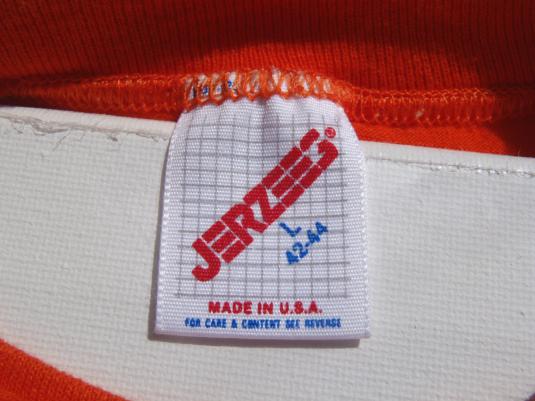 JERZEES®
L
42-44
MADE IN U.S.A.
FOR CARE & CONTENT SEE REVERSE